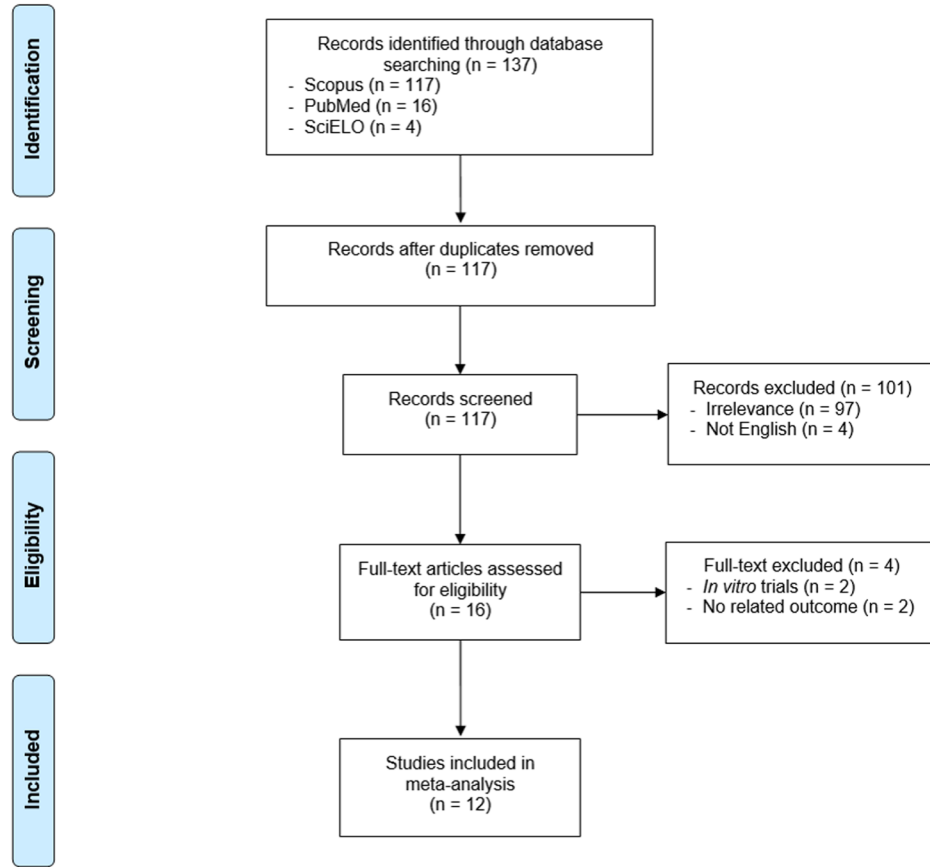 Identification
Records identified through database
searching (n = 137)
- Scopus (n = 117)
- PubMed (n = 16)
- SciELO (n = 4)
Screening
Records after duplicates removed
(n = 117)
Records screened
(n = 117)
Records excluded (n = 101)
- Irrelevance (n = 97)
- Not English (n = 4)
Eligibility
Full-text articles assessed
for eligibility
(n = 16)
Full-text excluded (n = 4)
- In vitro trials (n = 2)
- No related outcome (n = 2)
Included
Studies included in
meta-analysis
(n = 12)